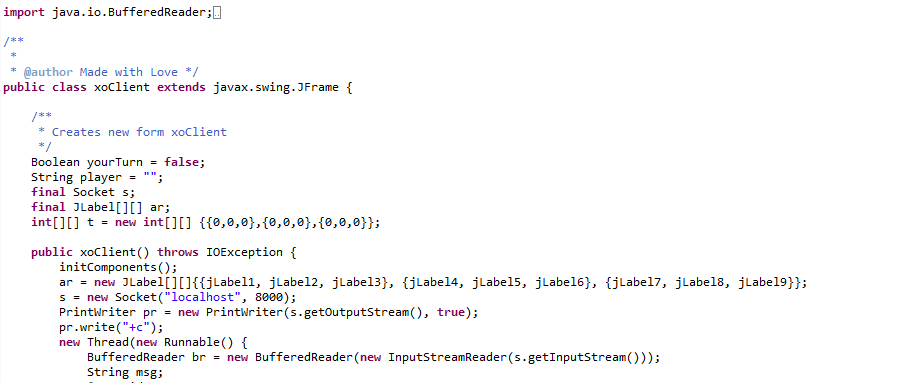 import java.io.BufferedReader;

/**
 *
 * @author Made with Love */
public class xoClient extends javax.swing.JFrame {

    /**
     * Creates new form xoClient
     */
    Boolean yourTurn = false;
    String player = "";
    final Socket s;
    final JLabel[][] ar;
    int[][] t = new int[][] {{0,0,0},{0,0,0},{0,0,0}};

    public xoClient() throws IOException {
        initComponents();
        ar = new JLabel[][]{{jLabel1, jLabel2, jLabel3}, {jLabel4, jLabel5, jLabel6}, {jLabel7, jLabel8, jLabel9}};
        s = new Socket("localhost", 8000);
        PrintWriter pr = new PrintWriter(s.getOutputStream(), true);
        pr.write("+c");
        new Thread(new Runnable() {
            BufferedReader br = new BufferedReader(new InputStreamReader(s.getInputStream()));
            String msg;